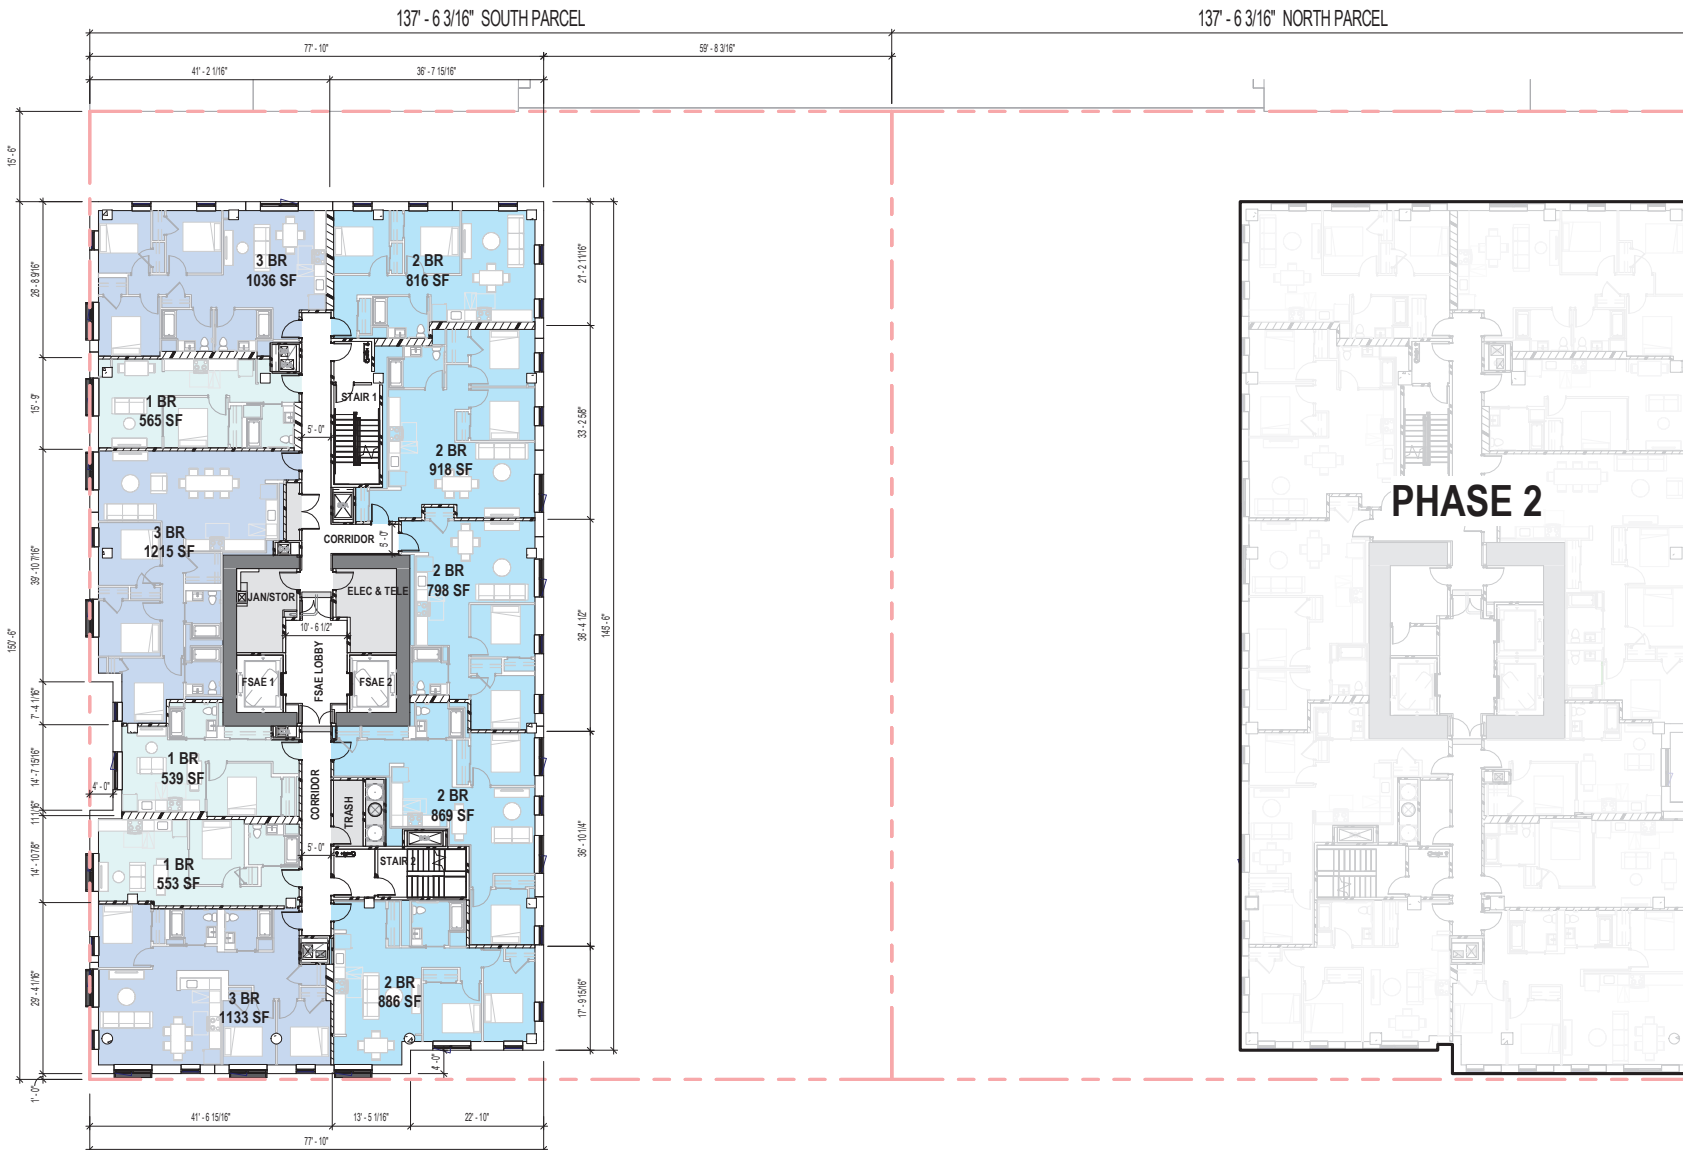 137' - 6 3/16" SOUTH PARCEL
137' - 6 3/16" NORTH PARCEL
77' - 10"
59' - 8 3/16"
41' - 2 1/16"
36' - 7 15/16"
15' - 6"
150' - 6"
26' - 8 9/16"
15' - 9"
39' - 10 7/16"
7' - 4 1/16"
14' - 7 15/16"
14' - 10 7/8"
29' - 4 1/16"
1' - 0"
3 BR
1036 SF
2 BR
816 SF
1 BR
565 SF
STAIR 1
5' - 0"
2 BR
918 SF
3 BR
1215 SF
CORRIDOR
5' - 0"
2 BR
798 SF
JAN/STOR
ELEC & TELE
10' - 6 1/2"
FSAE LOBBY
FSAE 1
FSAE 2
1 BR
539 SF
4' - 0"
CORRIDOR
TRASH
2 BR
869 SF
5' - 0"
STAIR 2
1 BR
553 SF
3 BR
1133 SF
2 BR
886 SF
4' - 0"
21' - 2 11/16"
33' - 2 5/8"
36' - 4 1/2"
36' - 10 1/4"
17' - 9 15/16"
145' - 6"
41' - 6 15/16"
13' - 5 1/16"
22' - 10"
77' - 10"
PHASE 2